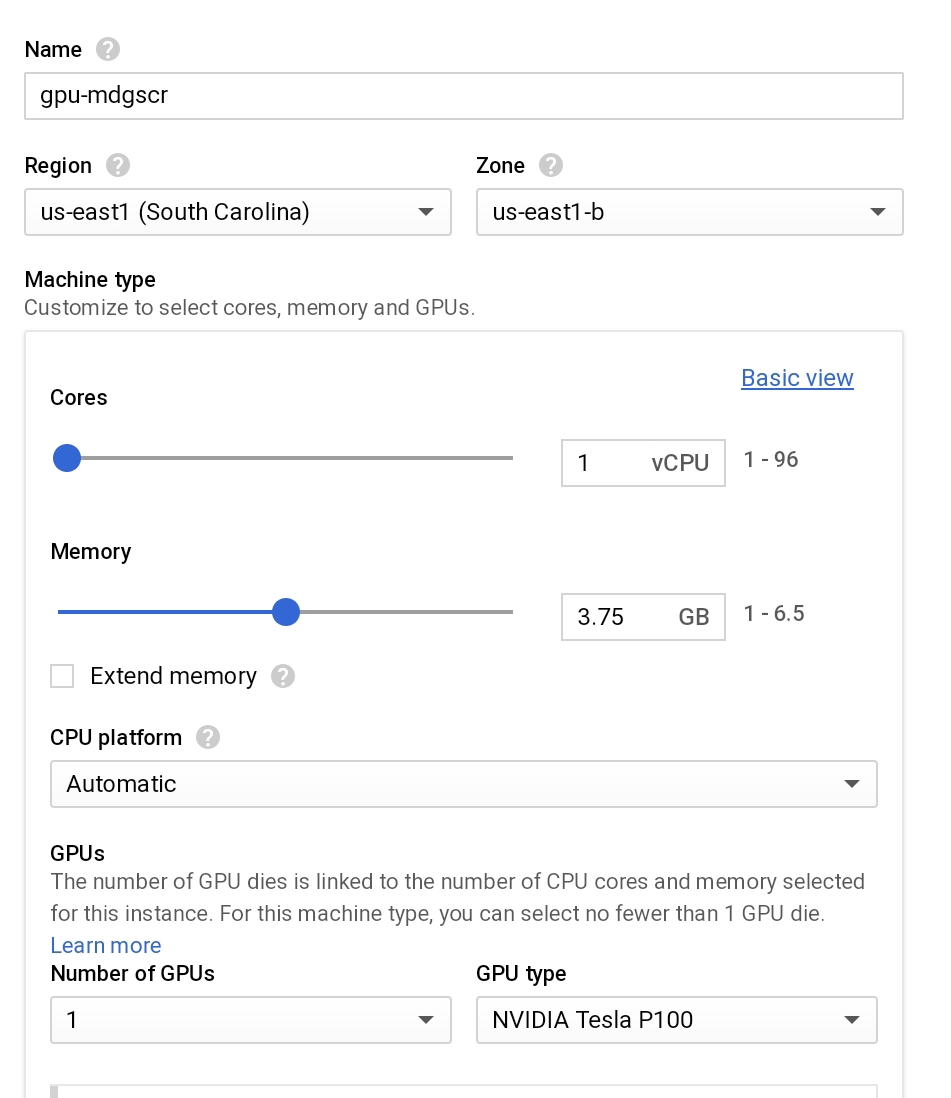 Name ?
gpu-mdgscr
Region ? Zone ?
us-east1 (South Carolina) us-east1-b
Machine type
Customize to select cores, memory and GPUs.
Basic view
Cores
1 vCPU 1 - 96
Memory
3.75 GB 1 - 6.5
Extend memory ?
CPU platform ?
Automatic
GPUs
The number of GPU dies is linked to the number of CPU cores and memory selected
for this instance. For this machine type, you can select no fewer than 1 GPU die.
Learn more
Number of GPUs GPU type
1 NVIDIA Tesla P100